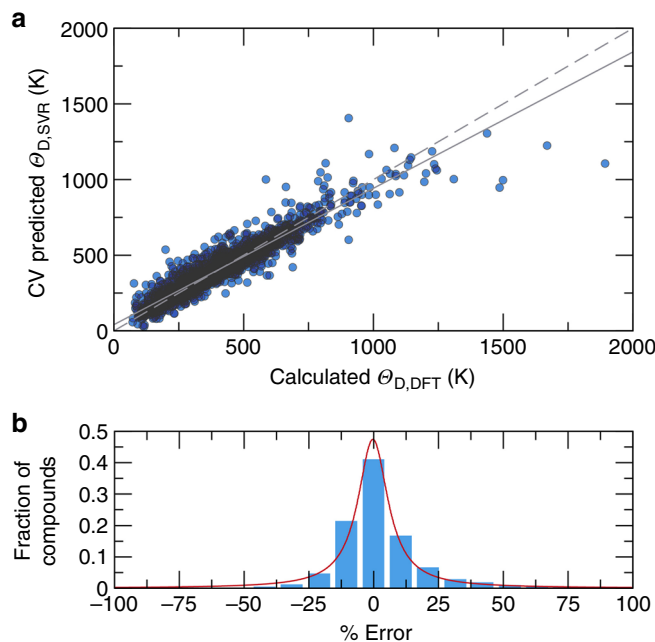 a
2000
1500
1000
500
0
CV predicted ΘD,SVR (K)
0 500 1000 1500 2000
Calculated ΘD,DFT (K)
b
0.5
0.4
0.3
0.2
0.1
0
Fraction of
compounds
–100 –75 –50 –25 0 25 50 75 100
% Error